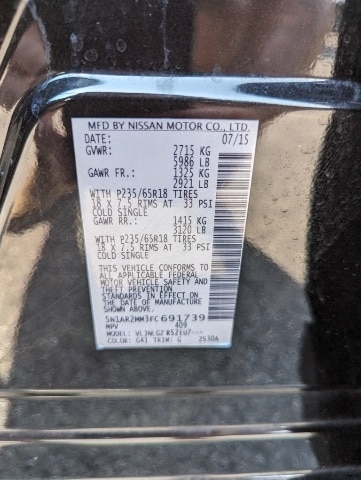 MFD BY NISSAN MOTOR CO., LTD.
DATE: 07/15
GVWR: 2715 KG
5986 LB
GAWR FR.: 1325 KG
2921 LB
WITH P235/65R18 TIRES
18 X 7.5 RIMS AT 33 PSI
COLD SINGLE
GAWR RR.: 1415 KG
3120 LB
WITH P235/65R18 TIRES
18 X 7.5 RIMS AT 33 PSI
COLD SINGLE
THIS VEHICLE CONFORMS TO
ALL APPLICABLE FEDERAL
MOTOR VEHICLE SAFETY
STANDARDS IN EFFECT ON
THE DATE OF MANUFACTURE
SHOWN ABOVE.
5N1AR2MM3FC691739
MPV 409
MODEL:
COLOR: G41 TRIM: G 2530A